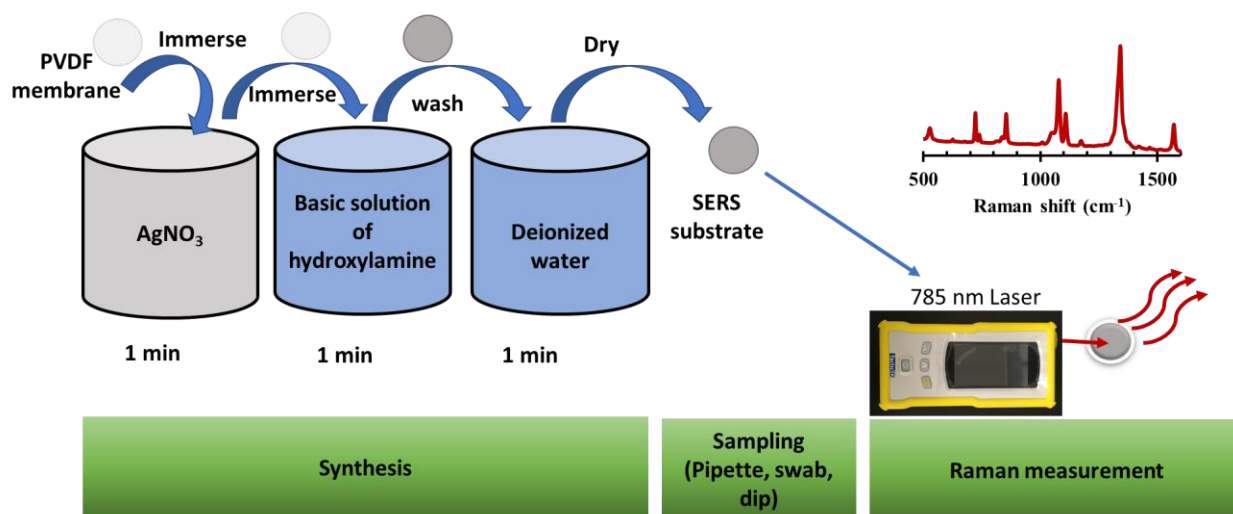 PVDF
membrane
Immerse
Immerse
wash
Dry
AgNO₃
Basic solution
of
hydroxylamine
Deionized
water
SERS
substrate
1 min
1 min
1 min
500
1000
1500
Raman shift (cm⁻¹)
785 nm Laser
Synthesis
Sampling
(Pipette, swab,
dip)
Raman measurement